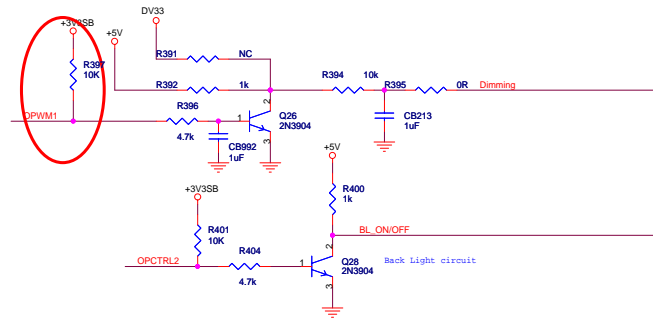 DV33
+3V3SB
+5V
R391 NC
R397
10K
R392 1k
R394 10k R395 0R Dimming
OPWM1
R396
4.7k
2
1
3
Q26
2N3904
CB992
1uF
CB213
1uF
+5V
+3V3SB
R400
1k
R401
10K
BL_ON/OFF
R404
OPCTRL2
4.7k
2
1
3
Q28
2N3904
Back Light circuit